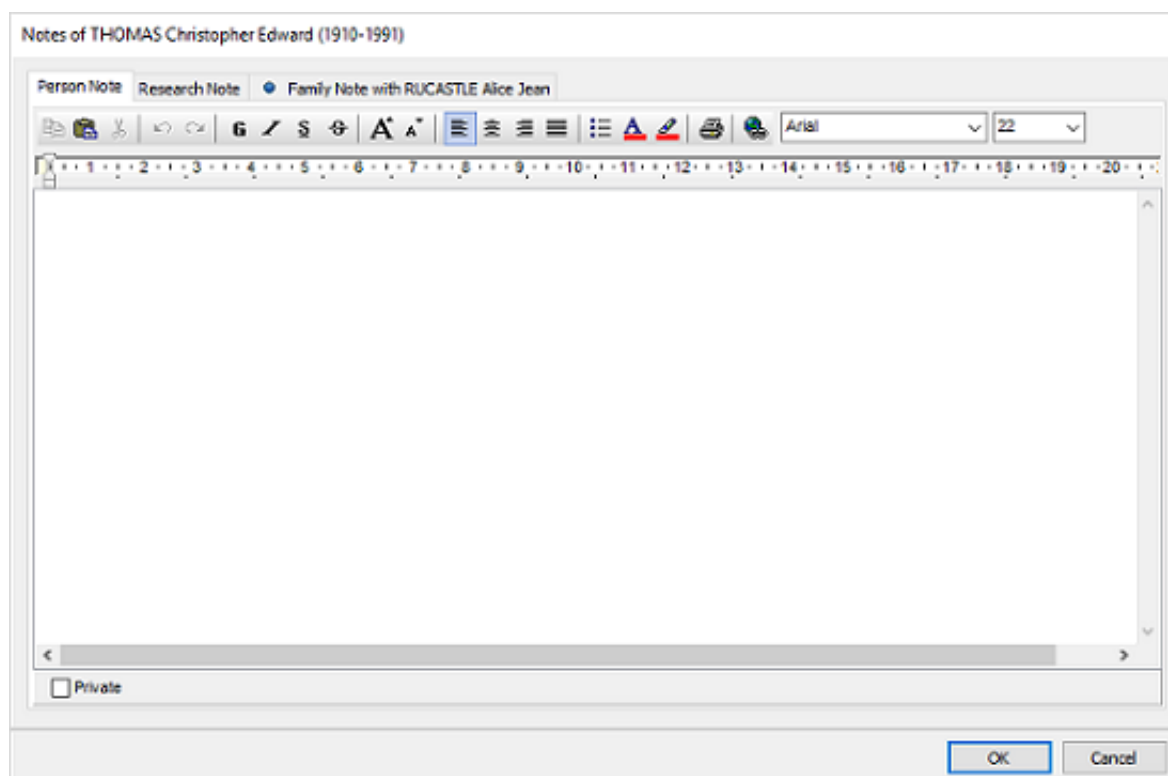 Notes of THOMAS Christopher Edward (1910-1991)
Person Note Research Note Family Note with RUCASTLE Alice Jean
G I S S A A A Arial 22
1 2 3 4 5 6 7 8 9 10 11 12 13 14 15 16 17 18 19 20
Private
OK Cancel